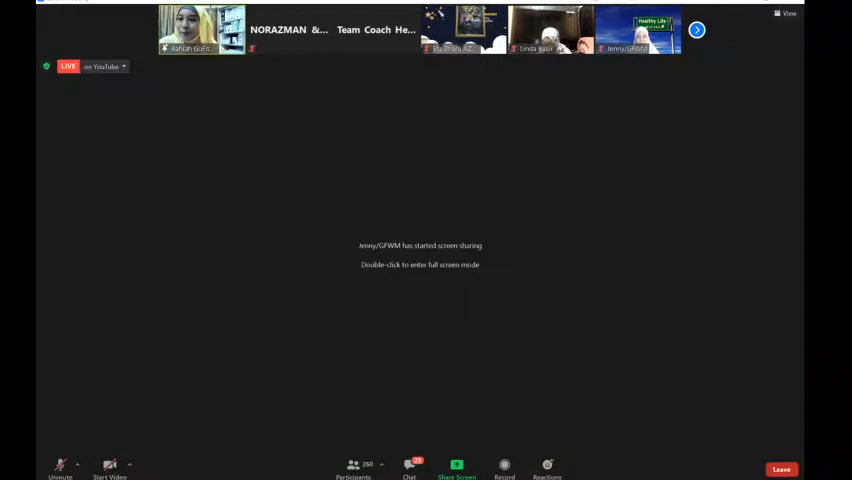 View
NORAZMAN &... Team Coach He...
Bahiah GoFit...
Linda Basir
Jenny/GFWM
Healthy Life
LIVE on YouTube
Jenny/GFWM has started screen sharing
Double-click to enter full screen mode
260
25
Unmute Start Video Participants Chat Share Screen Record Reactions
Leave